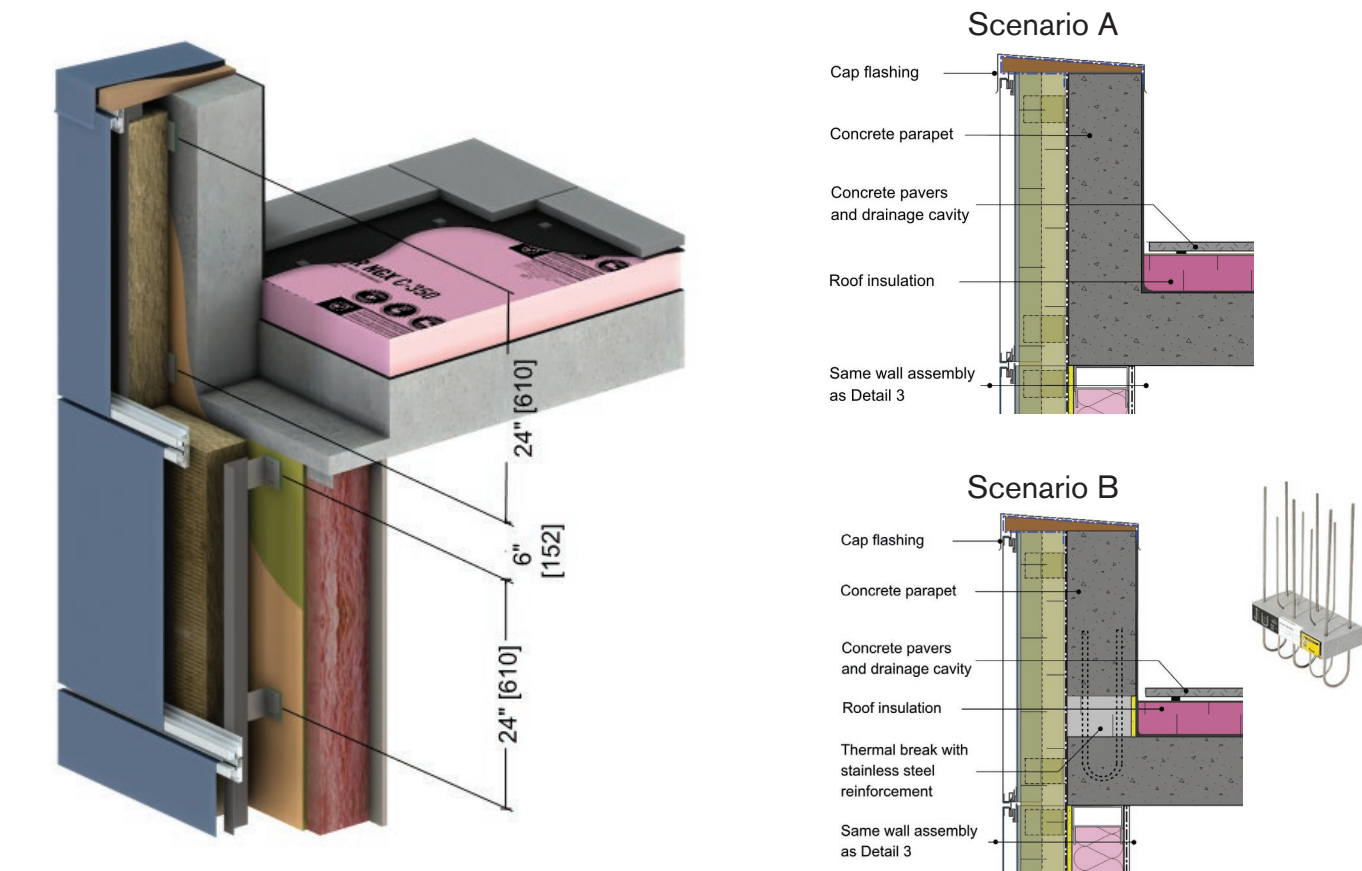 R NGX C-350
24" [610]
6"
[152]
24" [610]
Scenario A
Cap flashing
Concrete parapet
Concrete pavers
and drainage cavity
Roof insulation
Same wall assembly
as Detail 3
Scenario B
Cap flashing
Concrete parapet
Concrete pavers
and drainage cavity
Roof insulation
Thermal break with
stainless steel
reinforcement
Same wall assembly
as Detail 3